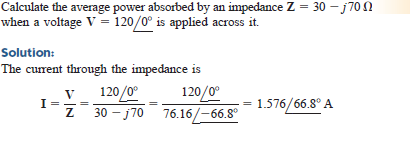 Calculate the average power absorbed by an impedance Z = 30 − j70 Ω
when a voltage V = 120/0° is applied across it.
Solution:
The current through the impedance is
I = V/Z = 120/0° / 30 − j70 = 120/0° / 76.16/−66.8° = 1.576/66.8° A